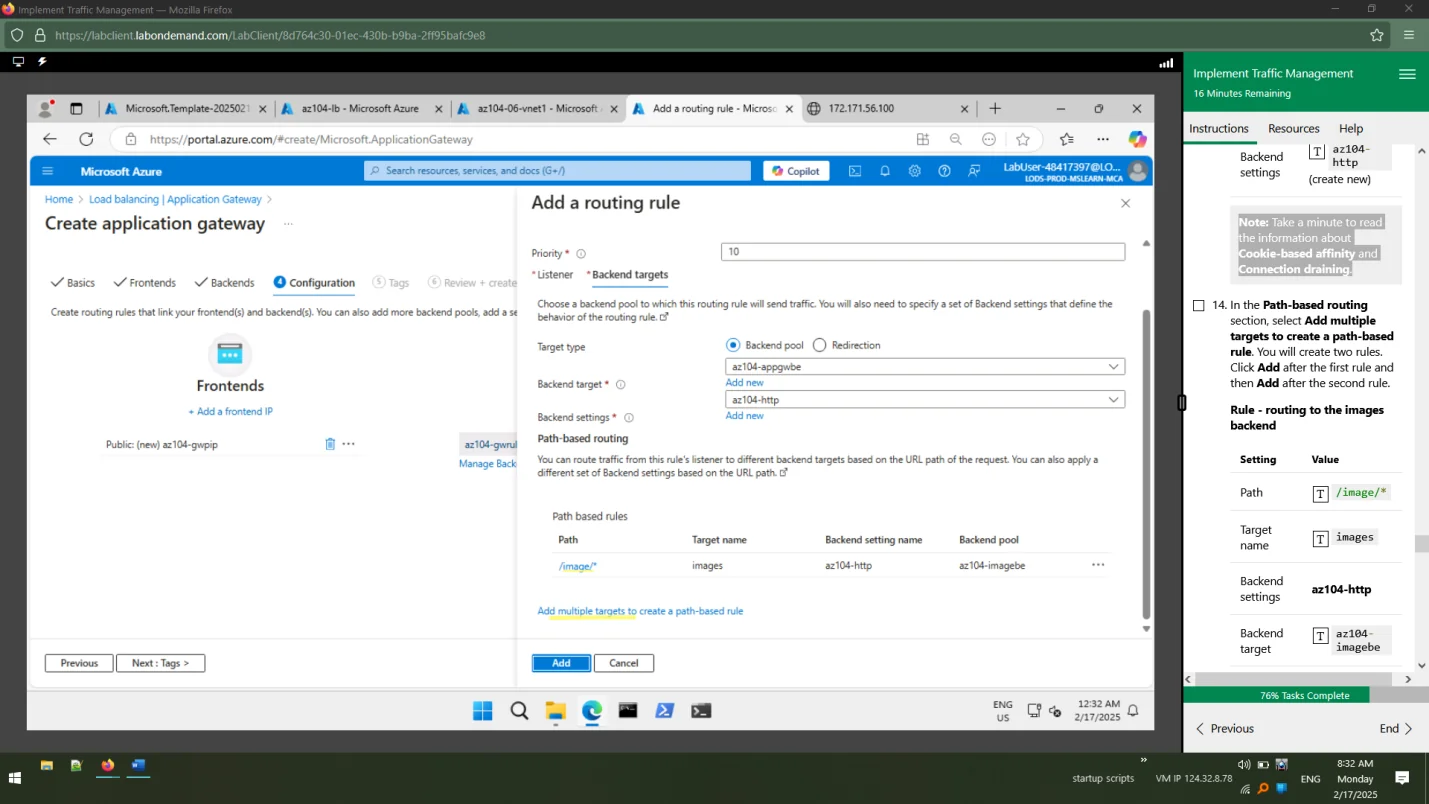 Implement Traffic Management — Mozilla Firefox
https://labclient.labondemand.com/LabClient/8d764c30-01ec-430b-b9ba-2ff95bafc9e8
Microsoft.Template-2025021
az104-lb - Microsoft Azure
az104-06-vnet1 - Microsoft
Add a routing rule - Microso
172.171.56.100
https://portal.azure.com/#create/Microsoft.ApplicationGateway
Microsoft Azure
Search resources, services, and docs (G+/)
Copilot
LabUser-48417397@LO...
LODS-PROD-MSLEARN-MCA
Home > Load balancing | Application Gateway >
Create application gateway ...
Basics
Frontends
Backends
4 Configuration
5 Tags
6 Review + create
Create routing rules that link your frontend(s) and backend(s). You can also add more backend pools, add a se
Frontends
+ Add a frontend IP
Public: (new) az104-gwpip
az104-gwrul
Manage Back
Previous
Next : Tags >
Add a routing rule
Priority *
10
* Listener
* Backend targets
Choose a backend pool to which this routing rule will send traffic. You will also need to specify a set of Backend settings that define the
behavior of the routing rule.
Target type
Backend pool
Redirection
Backend target *
az104-appgwbe
Add new
Backend settings *
az104-http
Add new
Path-based routing
You can route traffic from this rule's listener to different backend targets based on the URL path of the request. You can also apply a
different set of Backend settings based on the URL path.
Path based rules
Path Target name Backend setting name Backend pool
/image/* images az104-http az104-imagebe ...
Add multiple targets to create a path-based rule
Add
Cancel
ENG
US
12:32 AM
2/17/2025
Implement Traffic Management
16 Minutes Remaining
Instructions Resources Help
Backend
settings
T az104-
http
(create new)
Note: Take a minute to read
the information about
Cookie-based affinity and
Connection draining.
14. In the Path-based routing
section, select Add multiple
targets to create a path-based
rule. You will create two rules.
Click Add after the first rule and
then Add after the second rule.
Rule - routing to the images
backend
Setting Value
Path T /image/*
Target
name
T images
Backend
settings
az104-http
Backend
target
T az104-
imagebe
76% Tasks Complete
< Previous
End >
startup scripts
VM IP 124.32.8.78
ENG
8:32 AM
Monday
2/17/2025